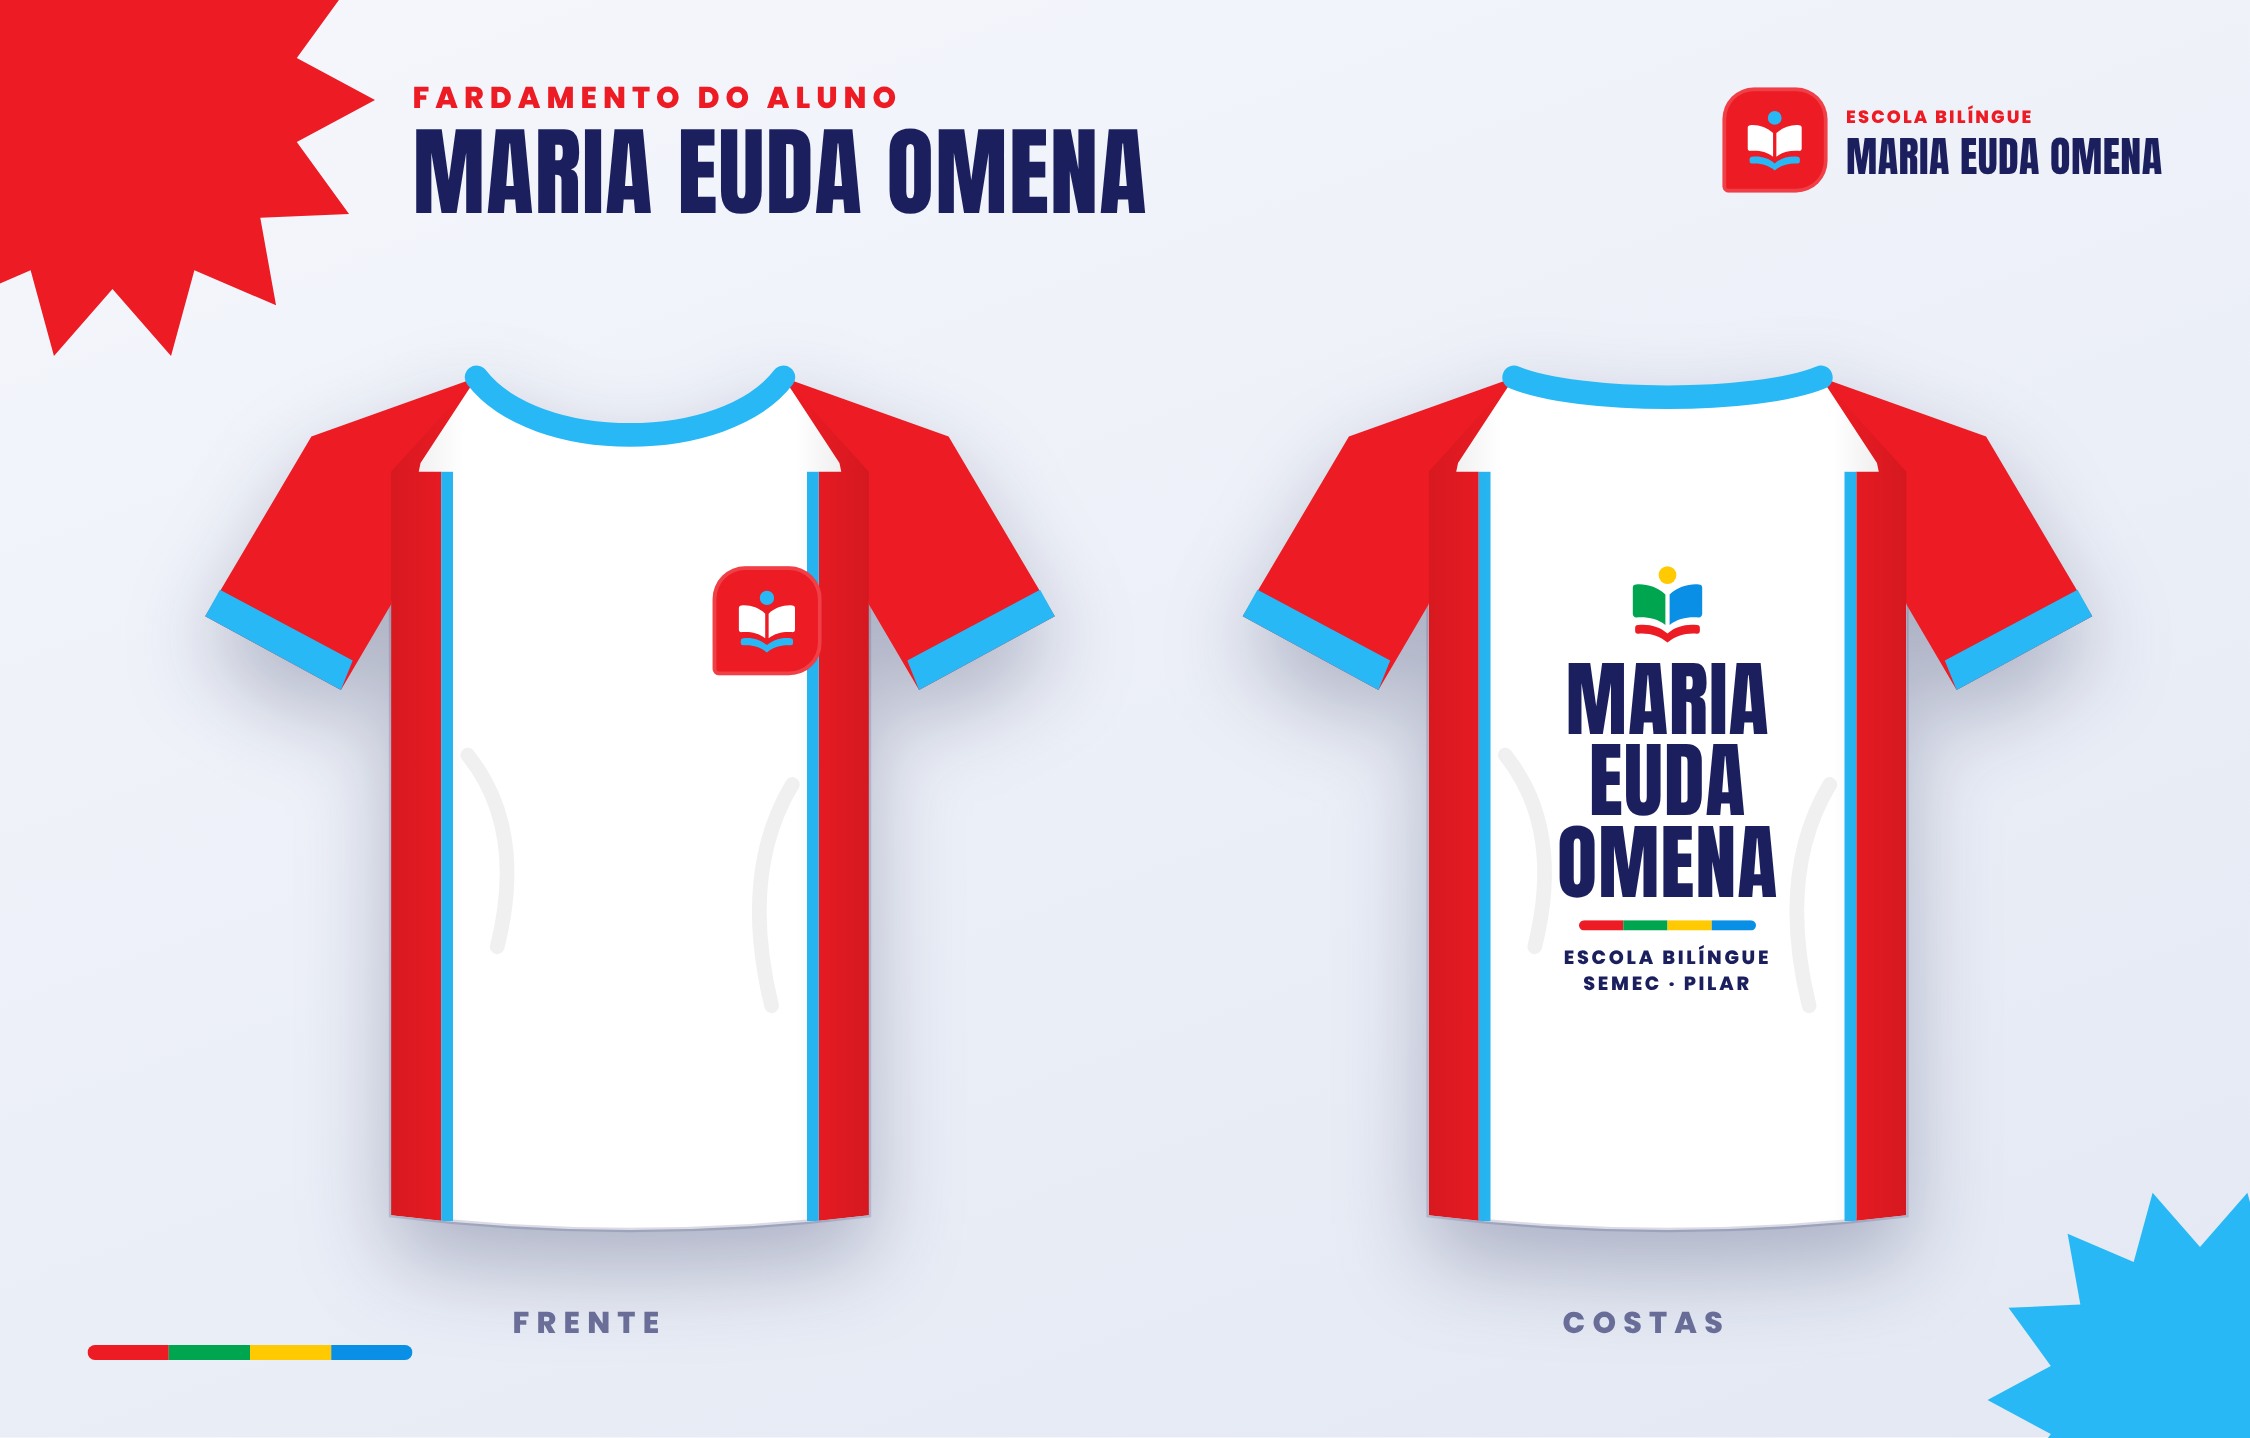 FARDAMENTO DO ALUNO
MARIA EUDA OMENA
ESCOLA BILÍNGUE
MARIA EUDA OMENA
MARIA
EUDA
OMENA
ESCOLA BILÍNGUE
SEMEC · PILAR
FRENTE
COSTAS